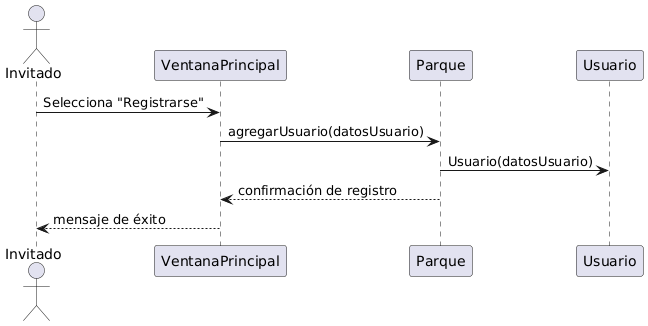 Invitado
VentanaPrincipal
Parque
Usuario
Selecciona "Registrarse"
agregarUsuario(datosUsuario)
Usuario(datosUsuario)
confirmación de registro
mensaje de éxito
Invitado
VentanaPrincipal
Parque
Usuario